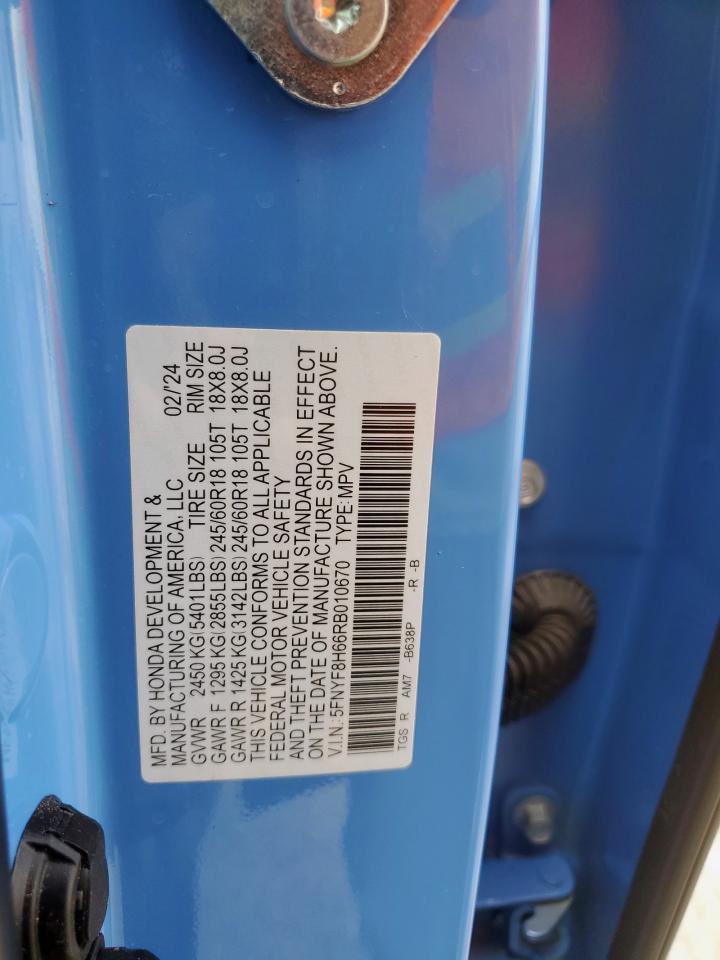 MFD. BY HONDA DEVELOPMENT &
MANUFACTURING OF AMERICA, LLC 02/'24
GVWR 2450 KG(5401LBS) TIRE SIZE RIM SIZE
GAWR F 1295 KG(2855LBS) 245/60R18 105T 18X8.0J
GAWR R 1425 KG(3142LBS) 245/60R18 105T 18X8.0J
THIS VEHICLE CONFORMS TO ALL APPLICABLE
FEDERAL MOTOR VEHICLE SAFETY
AND THEFT PREVENTION STANDARDS IN EFFECT
ON THE DATE OF MANUFACTURE SHOWN ABOVE.
V.I.N.: 5FNYF8H66RB010670 TYPE: MPV
TGS R AM7 -B638P -R -B